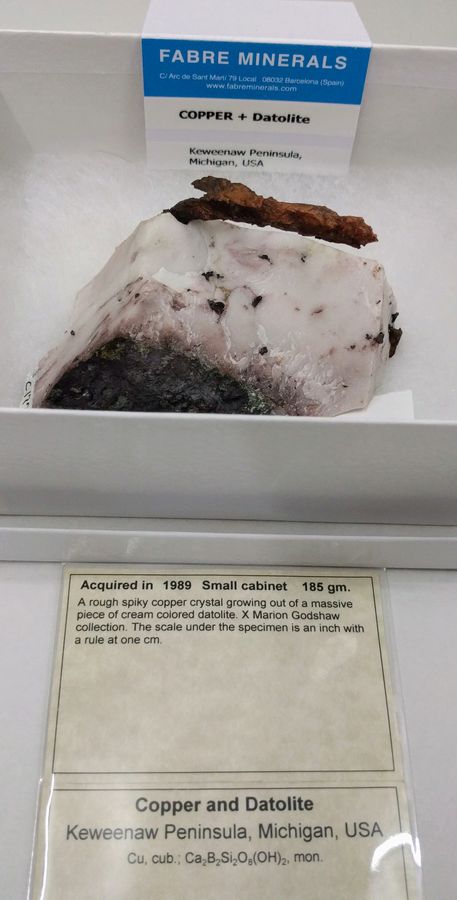 FABRE MINERALS
C/ Arc de Sant Martí 79 Local 08032 Barcelona (Spain)
www.fabreminerals.com
COPPER + Datolite
Keweenaw Peninsula,
Michigan, USA
Acquired in 1989 Small cabinet 185 gm.
A rough spiky copper crystal growing out of a massive
piece of cream colored datolite. X Marion Godshaw
collection. The scale under the specimen is an inch with
a rule at one cm.
Copper and Datolite
Keweenaw Peninsula, Michigan, USA
Cu, cub.; Ca₂B₂Si₂O₈(OH)₂, mon.